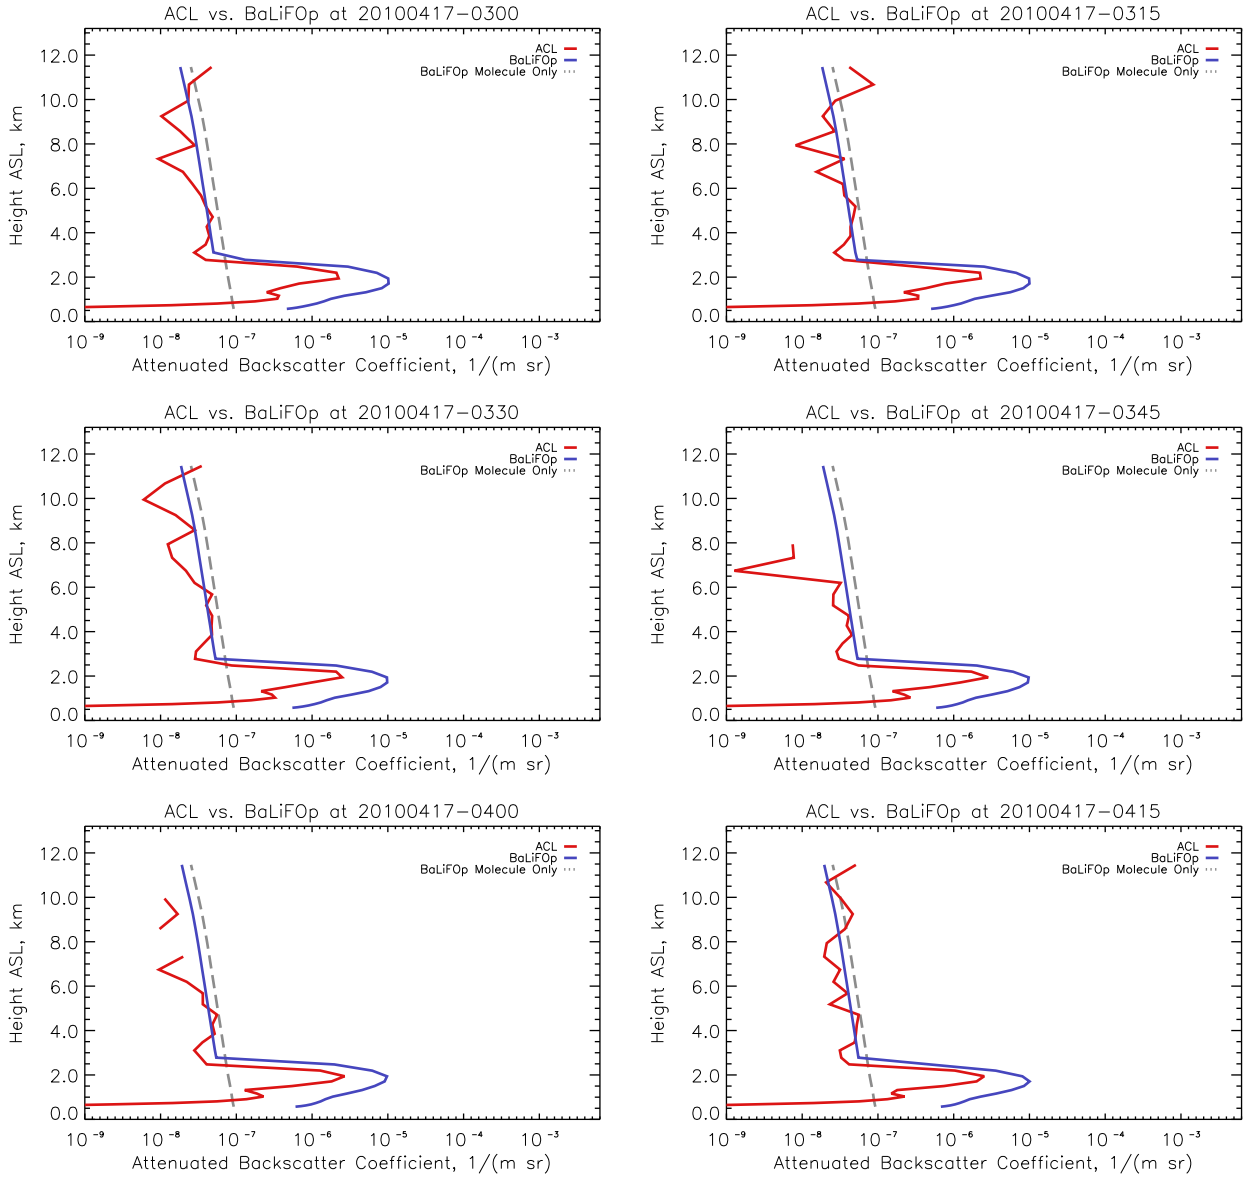 ACL vs. BaLiFOp at 20100417-0300
12.0
10.0
8.0
6.0
4.0
2.0
0.0
Height ASL, km
ACL
BaLiFOp
BaLiFOp Molecule Only
10⁻⁹ 10⁻⁸ 10⁻⁷ 10⁻⁶ 10⁻⁵ 10⁻⁴ 10⁻³
Attenuated Backscatter Coefficient, 1/(m sr)
ACL vs. BaLiFOp at 20100417-0315
12.0
10.0
8.0
6.0
4.0
2.0
0.0
Height ASL, km
ACL
BaLiFOp
BaLiFOp Molecule Only
10⁻⁹ 10⁻⁸ 10⁻⁷ 10⁻⁶ 10⁻⁵ 10⁻⁴ 10⁻³
Attenuated Backscatter Coefficient, 1/(m sr)
ACL vs. BaLiFOp at 20100417-0330
12.0
10.0
8.0
6.0
4.0
2.0
0.0
Height ASL, km
ACL
BaLiFOp
BaLiFOp Molecule Only
10⁻⁹ 10⁻⁸ 10⁻⁷ 10⁻⁶ 10⁻⁵ 10⁻⁴ 10⁻³
Attenuated Backscatter Coefficient, 1/(m sr)
ACL vs. BaLiFOp at 20100417-0345
12.0
10.0
8.0
6.0
4.0
2.0
0.0
Height ASL, km
ACL
BaLiFOp
BaLiFOp Molecule Only
10⁻⁹ 10⁻⁸ 10⁻⁷ 10⁻⁶ 10⁻⁵ 10⁻⁴ 10⁻³
Attenuated Backscatter Coefficient, 1/(m sr)
ACL vs. BaLiFOp at 20100417-0400
12.0
10.0
8.0
6.0
4.0
2.0
0.0
Height ASL, km
ACL
BaLiFOp
BaLiFOp Molecule Only
10⁻⁹ 10⁻⁸ 10⁻⁷ 10⁻⁶ 10⁻⁵ 10⁻⁴ 10⁻³
Attenuated Backscatter Coefficient, 1/(m sr)
ACL vs. BaLiFOp at 20100417-0415
12.0
10.0
8.0
6.0
4.0
2.0
0.0
Height ASL, km
ACL
BaLiFOp
BaLiFOp Molecule Only
10⁻⁹ 10⁻⁸ 10⁻⁷ 10⁻⁶ 10⁻⁵ 10⁻⁴ 10⁻³
Attenuated Backscatter Coefficient, 1/(m sr)